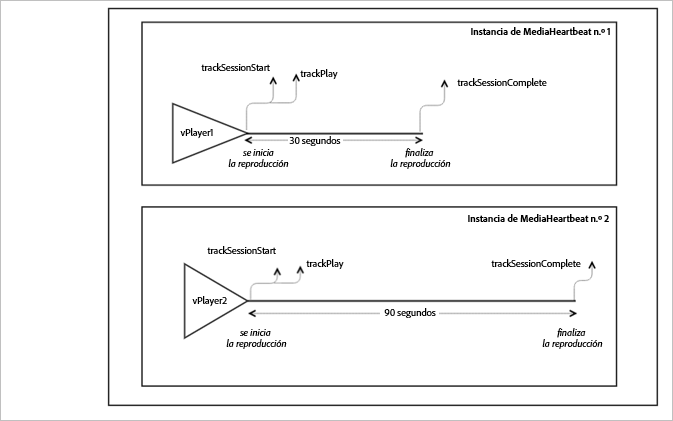 Instancia de MediaHeartbeat n.º 1
trackSessionStart
trackPlay
trackSessionComplete
vPlayer1
30 segundos
se inicia
la reproducción
finaliza
la reproducción
Instancia de MediaHeartbeat n.º 2
trackSessionStart
trackPlay
trackSessionComplete
vPlayer2
90 segundos
se inicia
la reproducción
finaliza
la reproducción